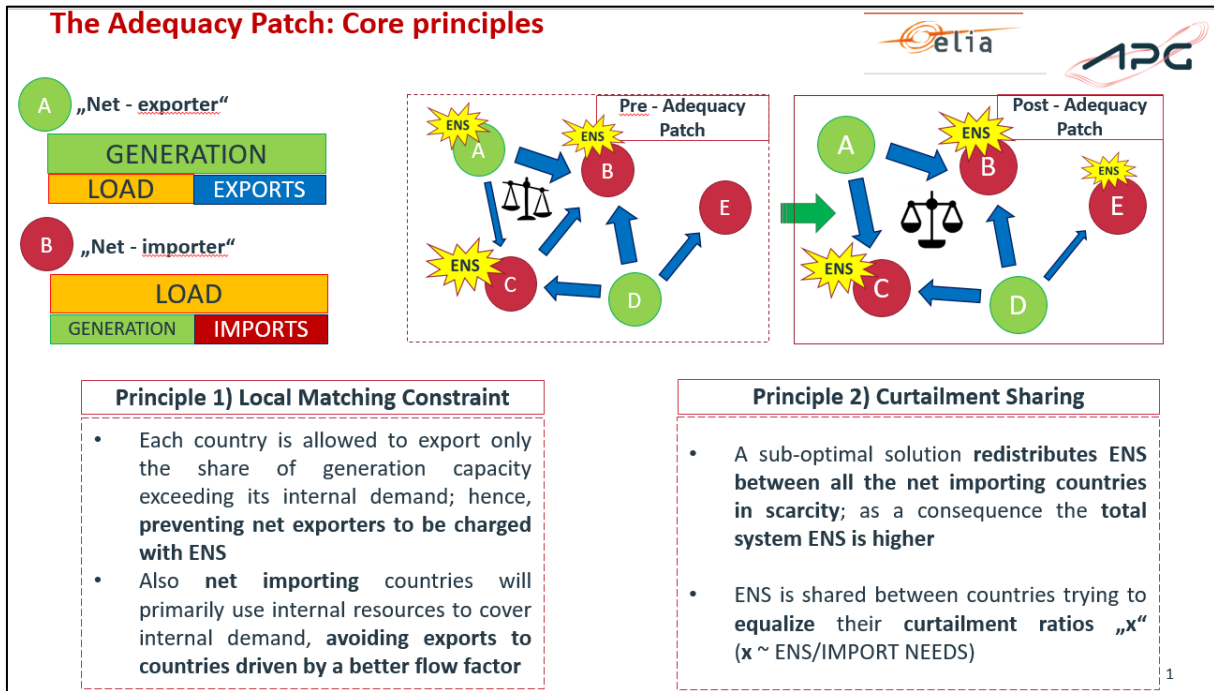 The Adequacy Patch: Core principles
elia
APG
A
„Net - exporter“
GENERATION
LOAD
EXPORTS
B
„Net - importer“
LOAD
GENERATION
IMPORTS
Pre - Adequacy
Patch
ENS
A
ENS
B
E
ENS
C
D
Post - Adequacy
Patch
A
ENS
B
ENS
E
ENS
C
D
Principle 1) Local Matching Constraint
• Each country is allowed to export only
the share of generation capacity
exceeding its internal demand; hence,
preventing net exporters to be charged
with ENS
• Also net importing countries will
primarily use internal resources to cover
internal demand, avoiding exports to
countries driven by a better flow factor
Principle 2) Curtailment Sharing
• A sub-optimal solution redistributes ENS
between all the net importing countries
in scarcity; as a consequence the total
system ENS is higher
• ENS is shared between countries trying to
equalize their curtailment ratios „x“
(x ~ ENS/IMPORT NEEDS)
1